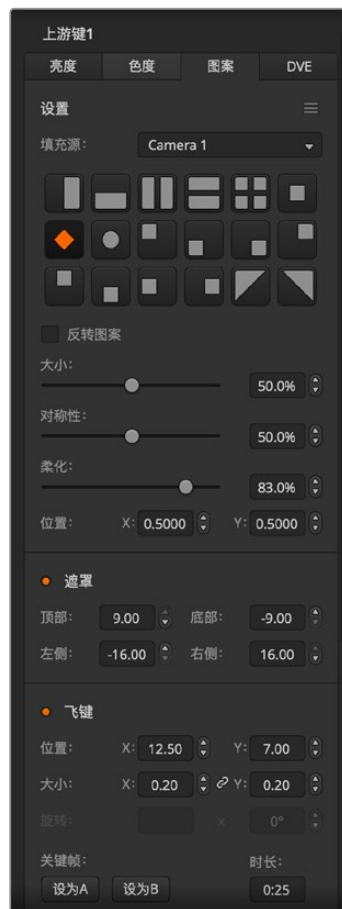 上游键1
亮度 色度 图案 DVE
设置
填充源： Camera 1
反转图案
大小：
50.0%
对称性：
50.0%
柔化：
83.0%
位置： X: 0.5000 Y: 0.5000
遮罩
顶部： 9.00 底部： -9.00
左侧： -16.00 右侧： 16.00
飞键
位置： X: 12.50 Y: 7.00
大小： X: 0.20 Y: 0.20
旋转： x 0°
关键帧： 时长：
设为A 设为B 0:25